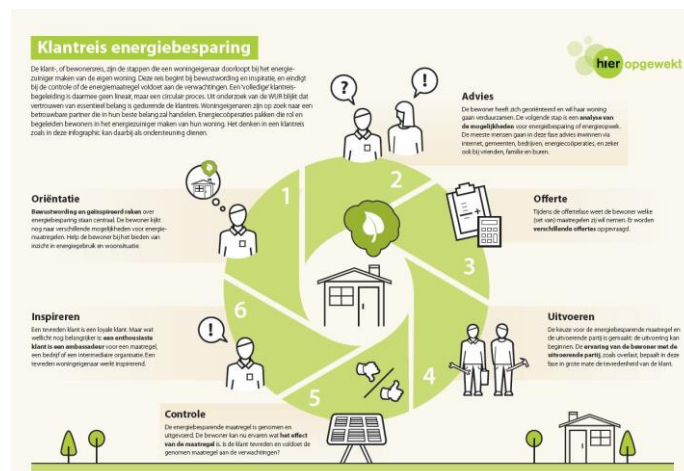 Klantreis energiebesparing
De klant-, of bewonersreis, zijn de stappen die een woningeigenaar doorloopt bij het energie-
zuiniger maken van de eigen woning. Deze reis begint bij bewustwording en inspiratie, en eindigt
bij de controle of de energiemaatregel voldoet aan de verwachtingen. Een 'volledige' klantreis-
begeleiding is daarmee geen lineair, maar een circulair proces. Uit onderzoek van de WUR blijkt dat
vertrouwen van essentieel belang is gedurende de klantreis. Woningeigenaren zijn op zoek naar een
betrouwbare partner die in hun beste belang zal handelen. Energiecoöperaties pakken die rol en
begeleiden bewoners in het energiezuiniger maken van hun woning. Het denken in een klantreis
zoals in deze infographic kan daarbij als ondersteuning dienen.
hier opgewekt
Advies
De bewoner heeft zich georiënteerd en wil haar woning
gaan verduurzamen. De volgende stap is een analyse van
de mogelijkheden voor energiebesparing of energieopwek.
De meeste mensen gaan in deze fase advies inwinnen via
internet, gemeenten, bedrijven, energiecoöperaties, en zeker
ook bij vrienden, familie en buren.
Oriëntatie
Bewustwording en geïnspireerd raken over
energiebesparing staan centraal. De bewoner kijkt
nog naar verschillende mogelijkheden voor energie-
maatregelen. Help de bewoner bij het bieden van
inzicht in energiegebruik en woonsituatie.
Offerte
Tijdens de offertefase weet de bewoner welke
(set van) maatregelen zij wil nemen. Er worden
verschillende offertes opgevraagd.
Inspireren
Een tevreden klant is een loyale klant. Maar wat
wellicht nog belangrijker is: een enthousiaste
klant is een ambassadeur voor een maatregel,
een bedrijf of een intermediaire organisatie. Een
tevreden woningeigenaar werkt inspirerend.
Uitvoeren
De keuze voor de energiebesparende maatregel en
de uitvoerende partij is gemaakt: de uitvoering kan
beginnen. De ervaring van de bewoner met de
uitvoerende partij, zoals overlast, bepaalt in deze
fase in grote mate de tevredenheid van de klant.
Controle
De energiebesparende maatregel is genomen en
uitgevoerd. De bewoner kan nu ervaren wat het effect
van de maatregel is. Is de klant tevreden en voldoet de
genomen maatregel aan de verwachtingen?
1
2
3
4
5
6
?
!
!